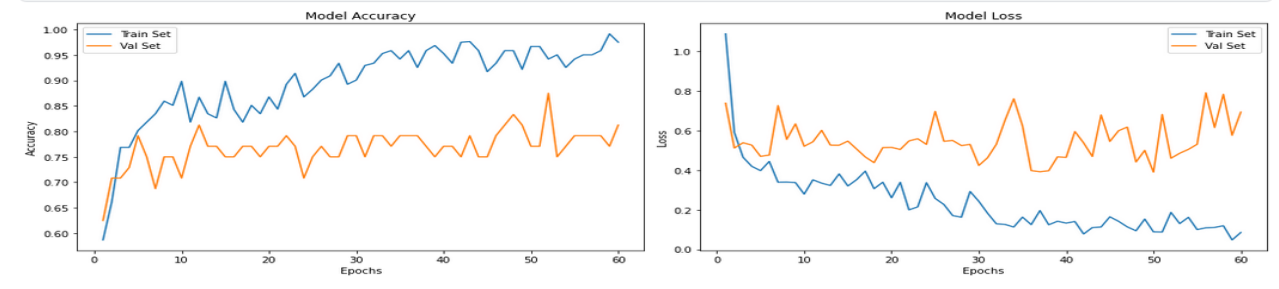 Model Accuracy
Train Set
Val Set
1.00
0.95
0.90
0.85
0.80
0.75
0.70
0.65
0.60
Accuracy
0
10
20
30
40
50
60
Epochs
Model Loss
Train Set
Val Set
1.0
0.8
0.6
0.4
0.2
0.0
Loss
0
10
20
30
40
50
60
Epochs